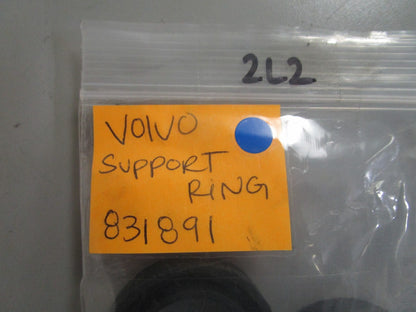 2L2
VOLVO
SUPPORT
RING
831891